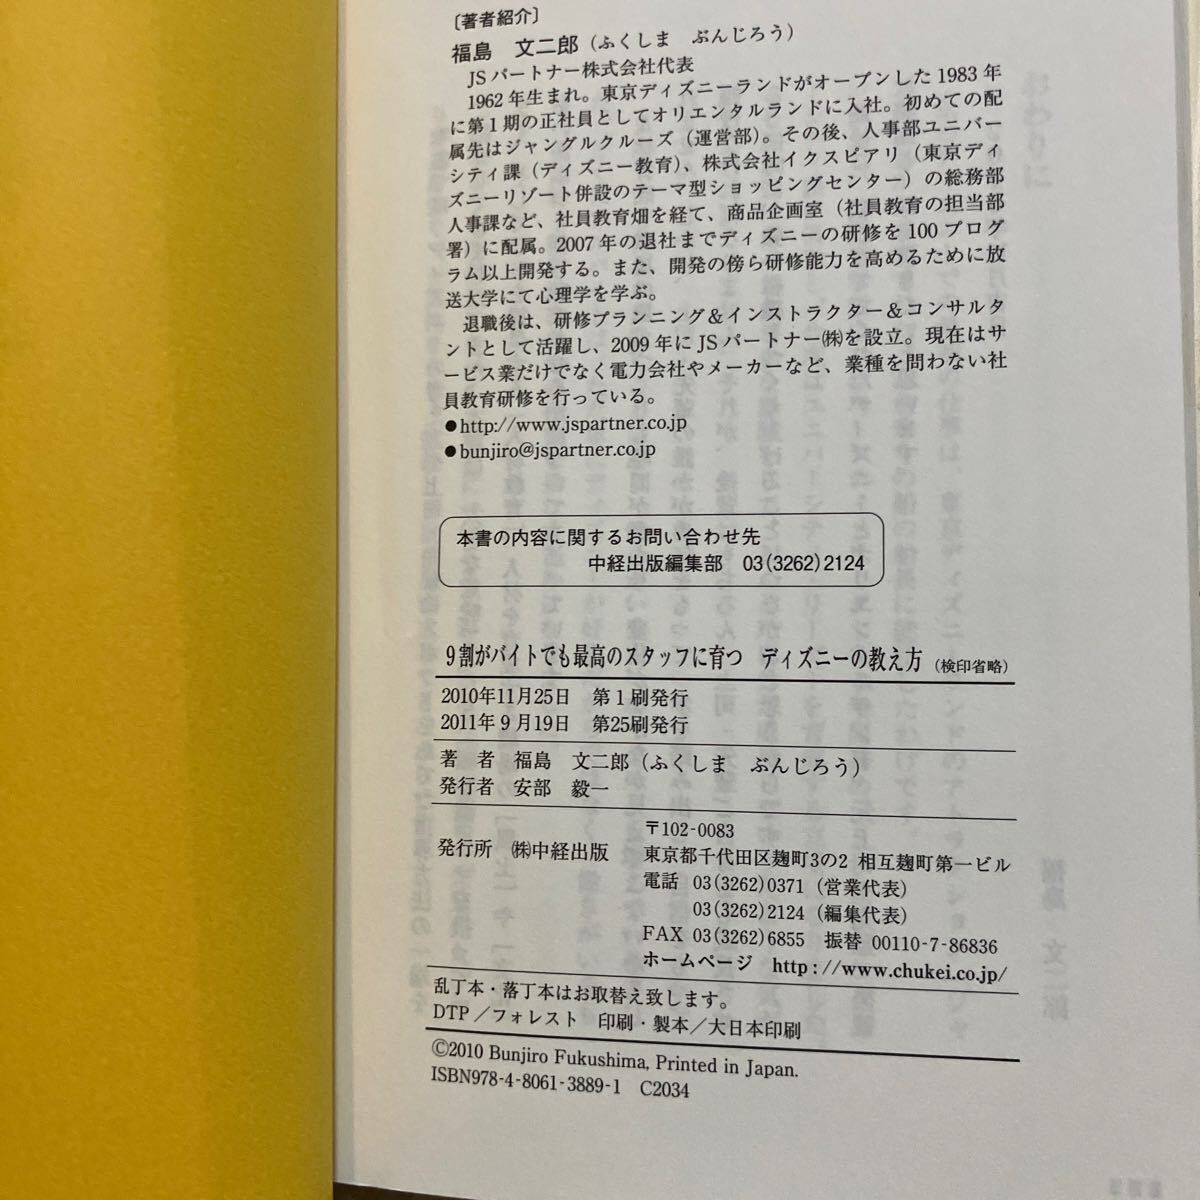 〔著者紹介〕
福島　文二郎（ふくしま　ぶんじろう）
JSパートナー株式会社代表
1962年生まれ。東京ディズニーランドがオープンした1983年
に第1期の正社員としてオリエンタルランドに入社。初めての配
属先はジャングルクルーズ（運営部）。その後、人事部ユニバー
シティ課（ディズニー教育）、株式会社イクスピアリ（東京ディ
ズニーリゾート併設のテーマ型ショッピングセンター）の総務部
人事課など、社員教育畑を経て、商品企画室（社員教育の担当部
署）に配属。2007年の退社までディズニーの研修を100プログ
ラム以上開発する。また、開発の傍ら研修能力を高めるために放
送大学にて心理学を学ぶ。
退職後は、研修プランニング＆インストラクター＆コンサルタ
ントとして活躍し、2009年にJSパートナー㈱を設立。現在はサ
ービス業だけでなく電力会社やメーカーなど、業種を問わない社
員教育研修を行っている。
●http://www.jspartner.co.jp
●bunjiro@jspartner.co.jp
本書の内容に関するお問い合わせ先
中経出版編集部　03(3262)2124
9割がバイトでも最高のスタッフに育つ　ディズニーの教え方（検印省略）
2010年11月25日　第1刷発行
2011年9月19日　第25刷発行
著　者　福島　文二郎（ふくしま　ぶんじろう）
発行者　安部　毅一
発行所　㈱中経出版
〒102-0083
東京都千代田区麹町3の2 相互麹町第一ビル
電話　03(3262)0371（営業代表）
03(3262)2124（編集代表）
FAX 03(3262)6855　振替 00110-7-86836
ホームページ　http://www.chukei.co.jp/
乱丁本・落丁本はお取替え致します。
DTP／フォレスト　印刷・製本／大日本印刷
©2010 Bunjiro Fukushima, Printed in Japan.
ISBN978-4-8061-3889-1　C2034